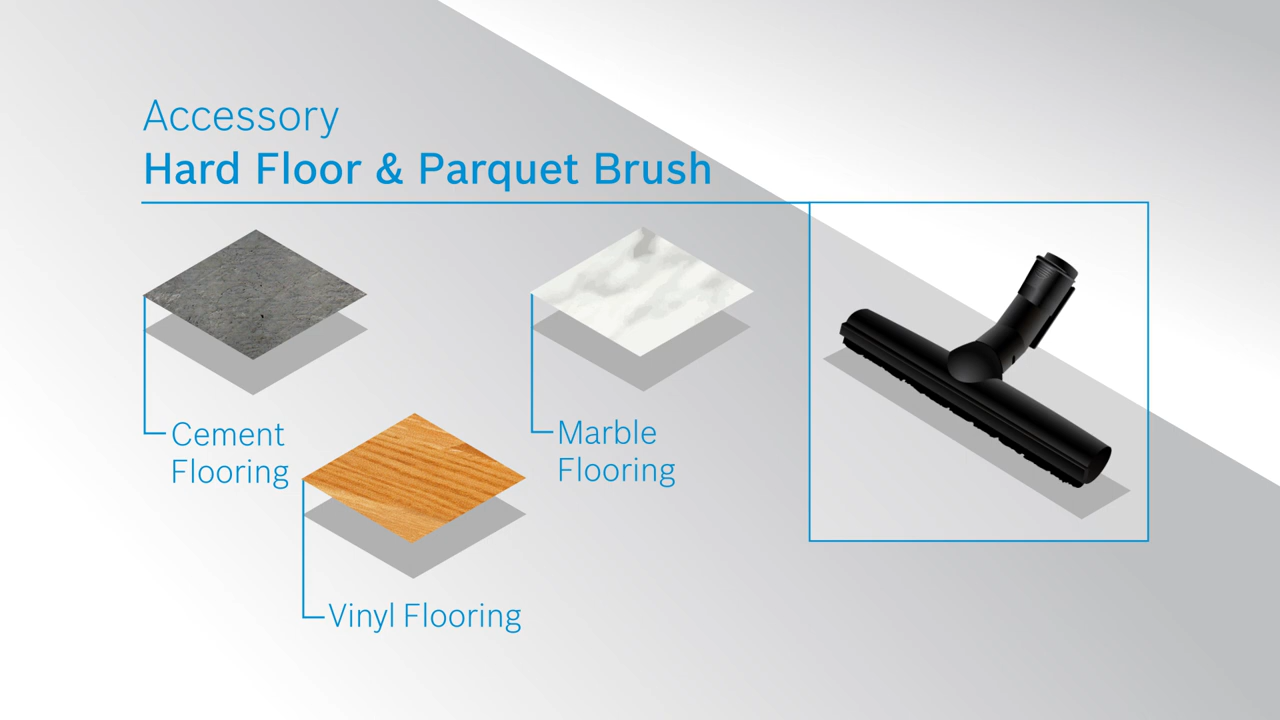 Accessory
Hard Floor & Parquet Brush
Cement
Flooring
Marble
Flooring
Vinyl Flooring